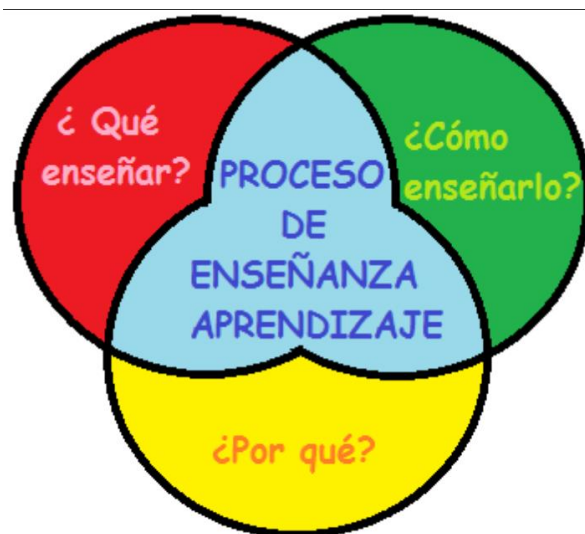 ¿ Qué
enseñar?
¿Cómo
enseñarlo?
PROCESO
DE
ENSEÑANZA
APRENDIZAJE
¿Por qué?